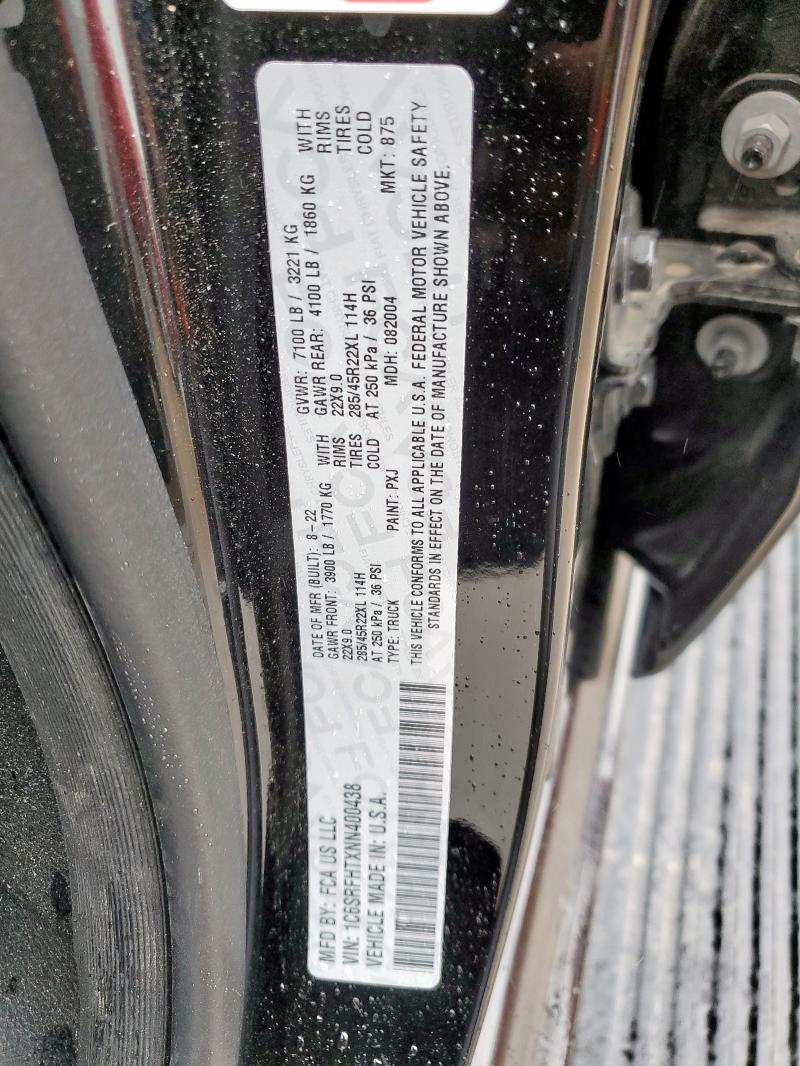 MFD BY: FCA US LLC
VIN: 1C6SRFHTXNN400438
VEHICLE MADE IN: U.S.A.
DATE OF MFR (BUILT): 8-22 GVWR: 7100 LB / 3221 KG
GAWR FRONT: 3900 LB / 1770 KG WITH GAWR REAR: 4100 LB / 1860 KG WITH
22X9.0 RIMS 22X9.0 RIMS
285/45R22XL 114H TIRES 285/45R22XL 114H TIRES
AT 250 kPa / 36 PSI COLD AT 250 kPa / 36 PSI COLD
TYPE: TRUCK PAINT: PXJ MDH: 082004 MKT: 875
THIS VEHICLE CONFORMS TO ALL APPLICABLE U.S.A. FEDERAL MOTOR VEHICLE SAFETY
STANDARDS IN EFFECT ON THE DATE OF MANUFACTURE SHOWN ABOVE.